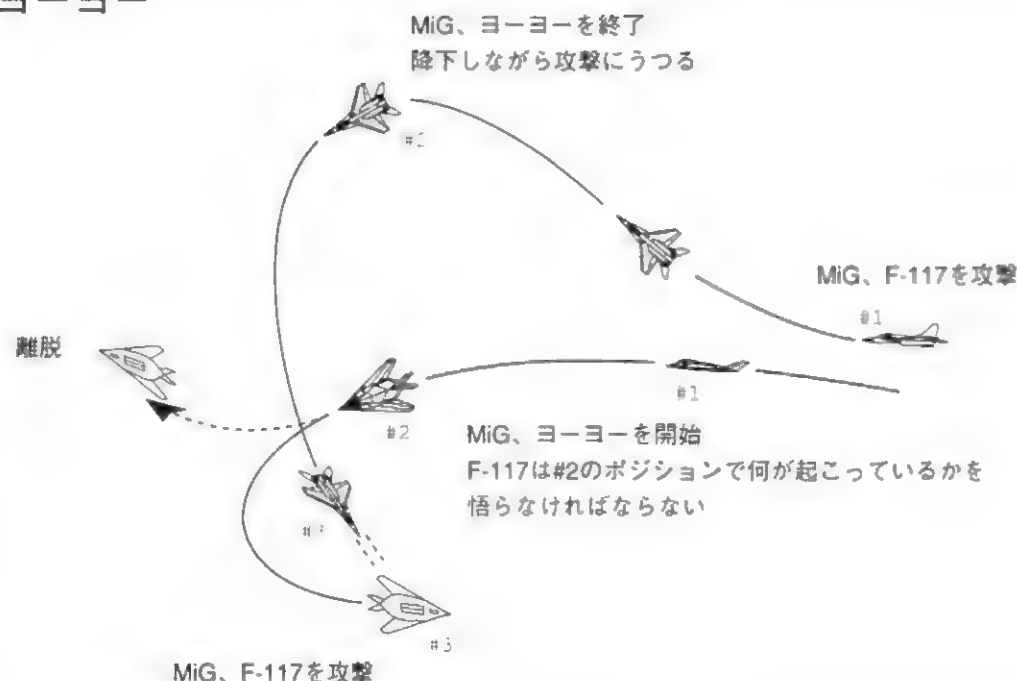 ヨーヨー
MiG、ヨーヨーを終了
降下しながら攻撃にうつる
#2
MiG、F-117を攻撃
#1
離脱
#1
#2
MiG、ヨーヨーを開始
F-117は#2のポジションで何が起こっているかを
悟らなければならない
#3
#3
MiG、F-117を攻撃